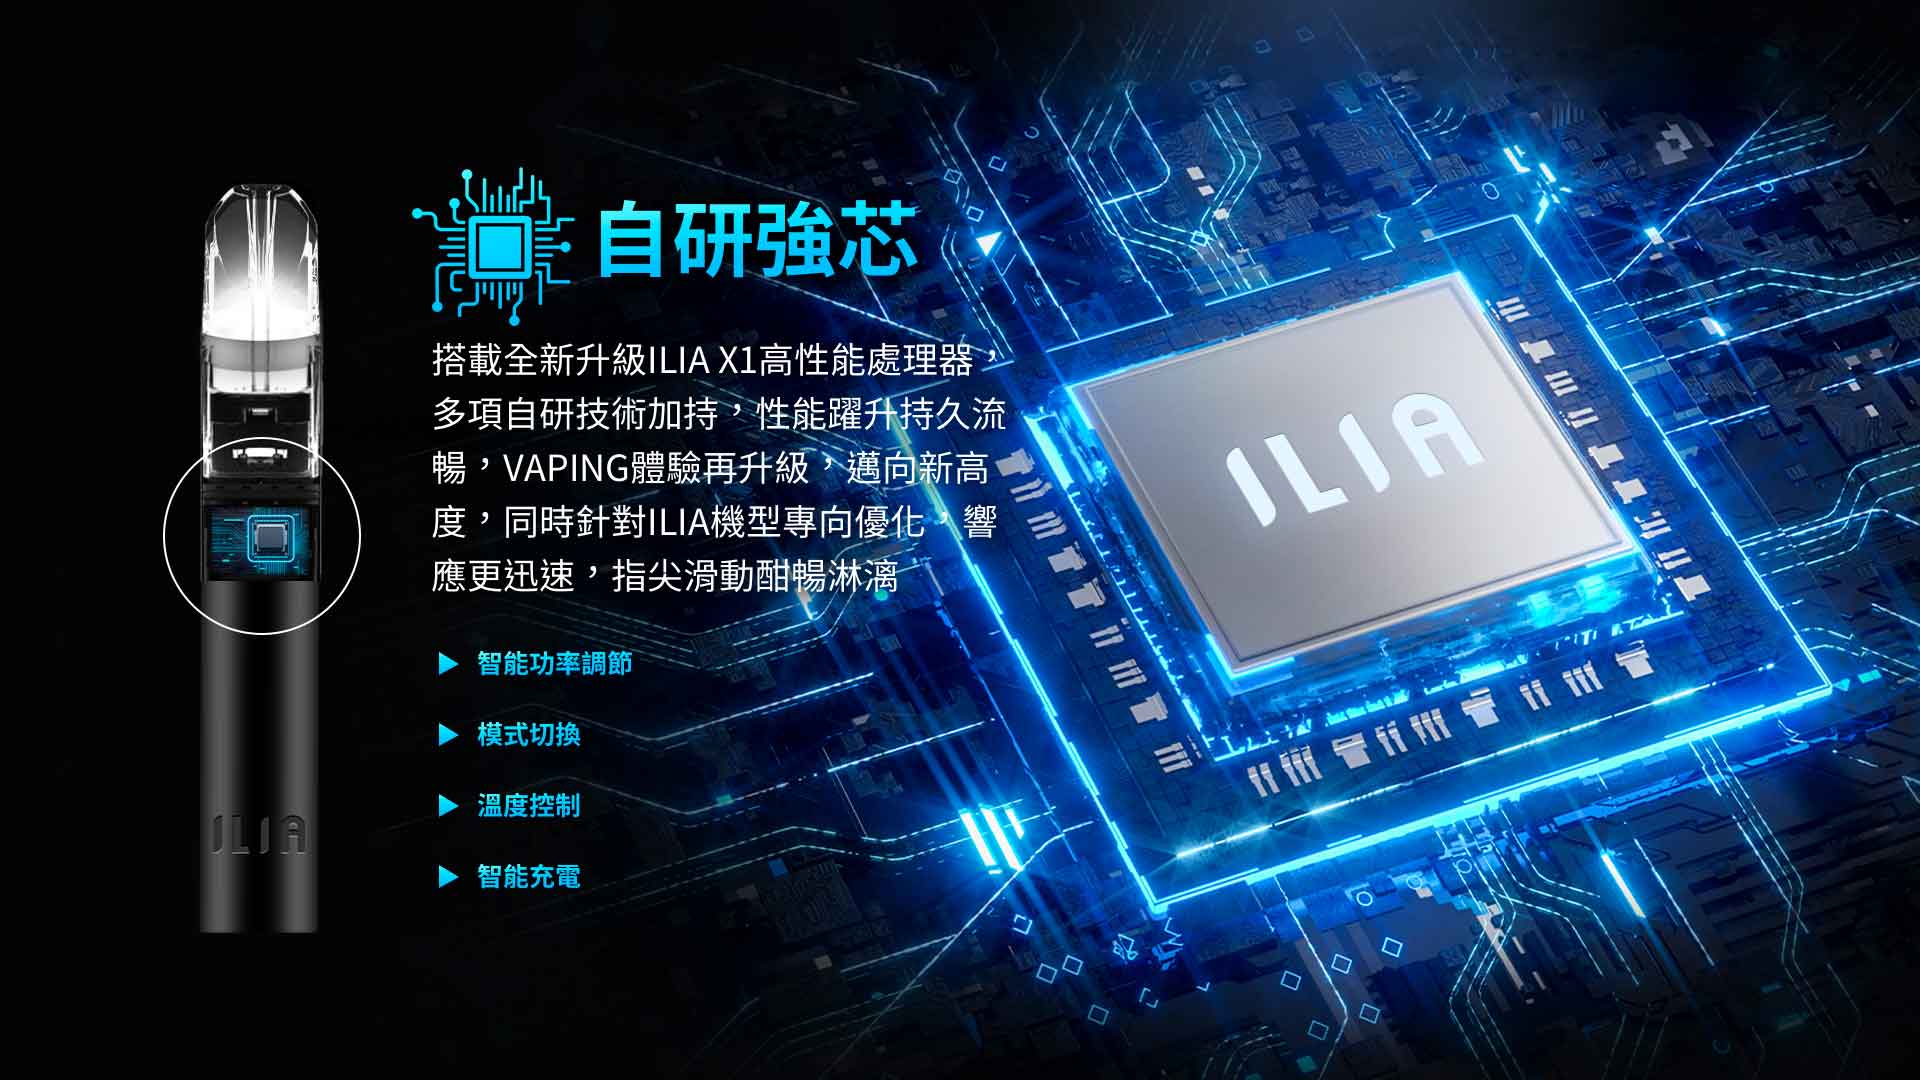 自研強芯
搭載全新升級ILIA X1高性能處理器，
多項自研技術加持，性能躍升持久流
暢，VAPING體驗再升級，邁向新高
度，同時針對ILIA機型專向優化，響
應更迅速，指尖滑動酣暢淋漓
智能功率調節
模式切換
溫度控制
智能充電
ILIA
ILIA